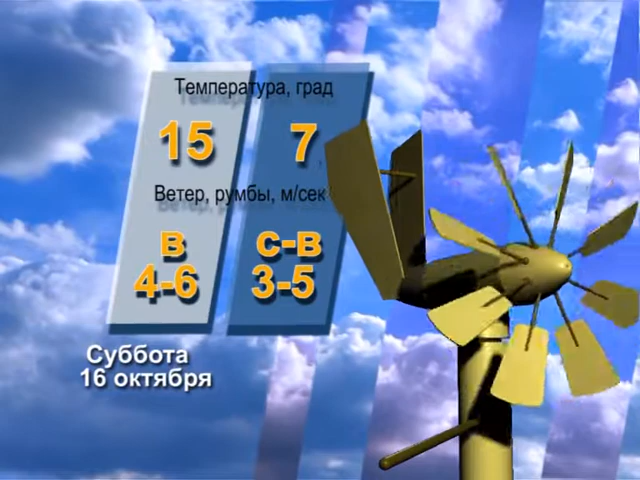 Температура, град
15 7
Ветер, румбы, м/сек
в с-в
4-6 3-5
Суббота
16 октября